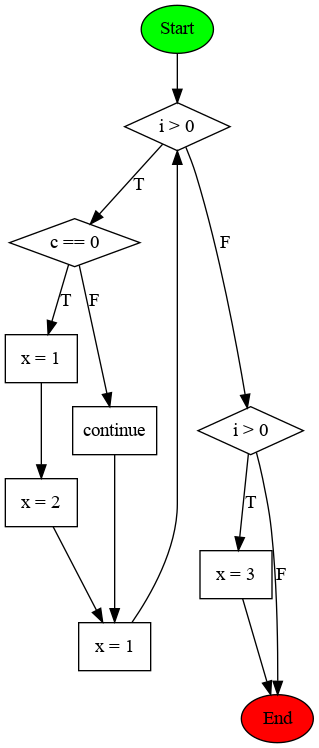 Start
i > 0
T
F
c == 0
T
F
x = 1
continue
i > 0
x = 2
T
x = 3
F
x = 1
End